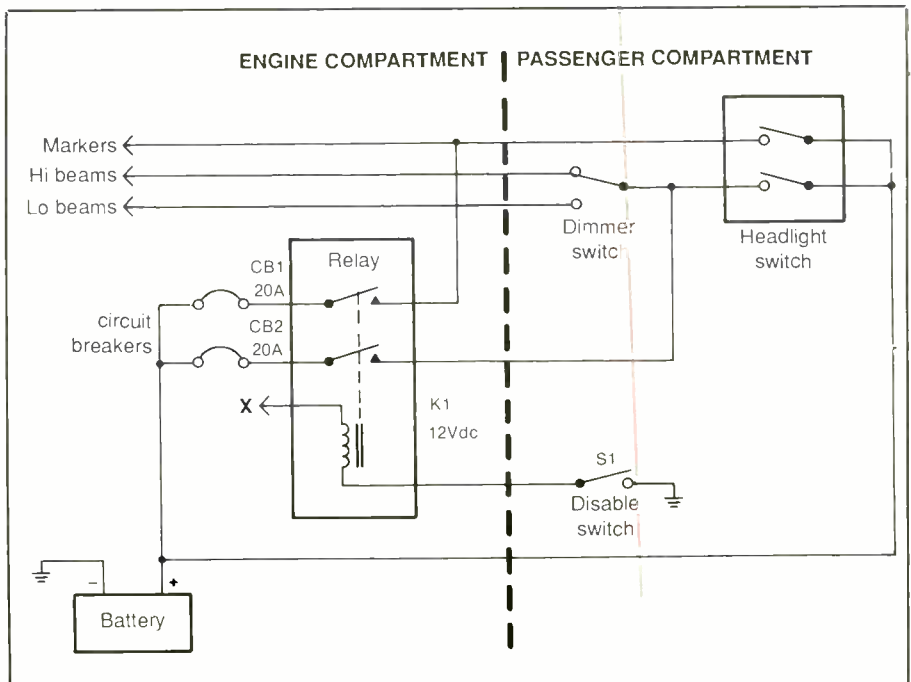 ENGINE COMPARTMENT PASSENGER COMPARTMENT
Markers
Hi beams
Lo beams
Dimmer
switch
Headlight
switch
Relay
CB1
20A
circuit
breakers
CB2
20A
X
K1
12Vdc
S1
Disable
switch
- +
Battery